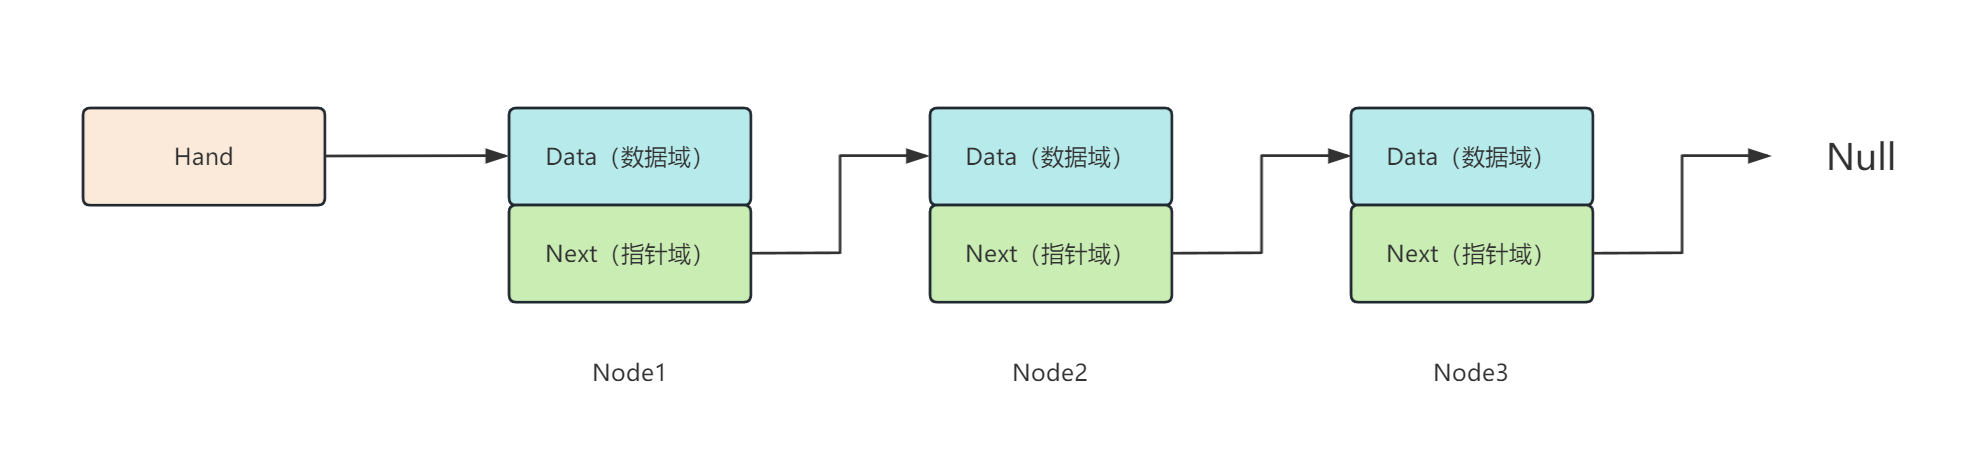 Hand
Data（数据域）
Data（数据域）
Data（数据域）
Null
Next（指针域）
Next（指针域）
Next（指针域）
Node1
Node2
Node3